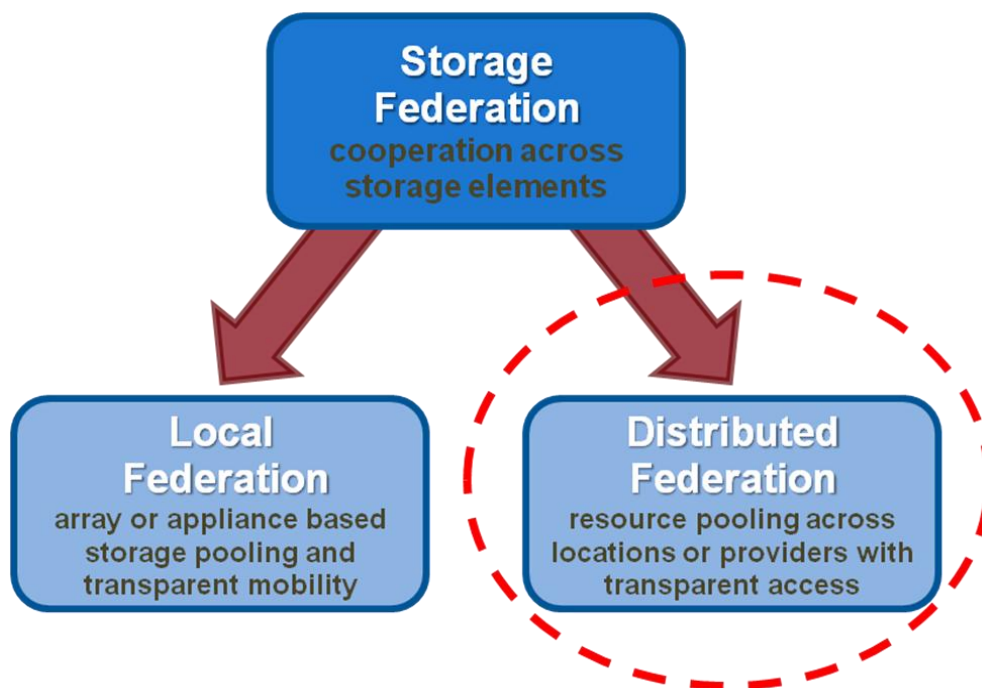 Storage
Federation
cooperation across
storage elements
Local
Federation
array or appliance based
storage pooling and
transparent mobility
Distributed
Federation
resource pooling across
locations or providers with
transparent access